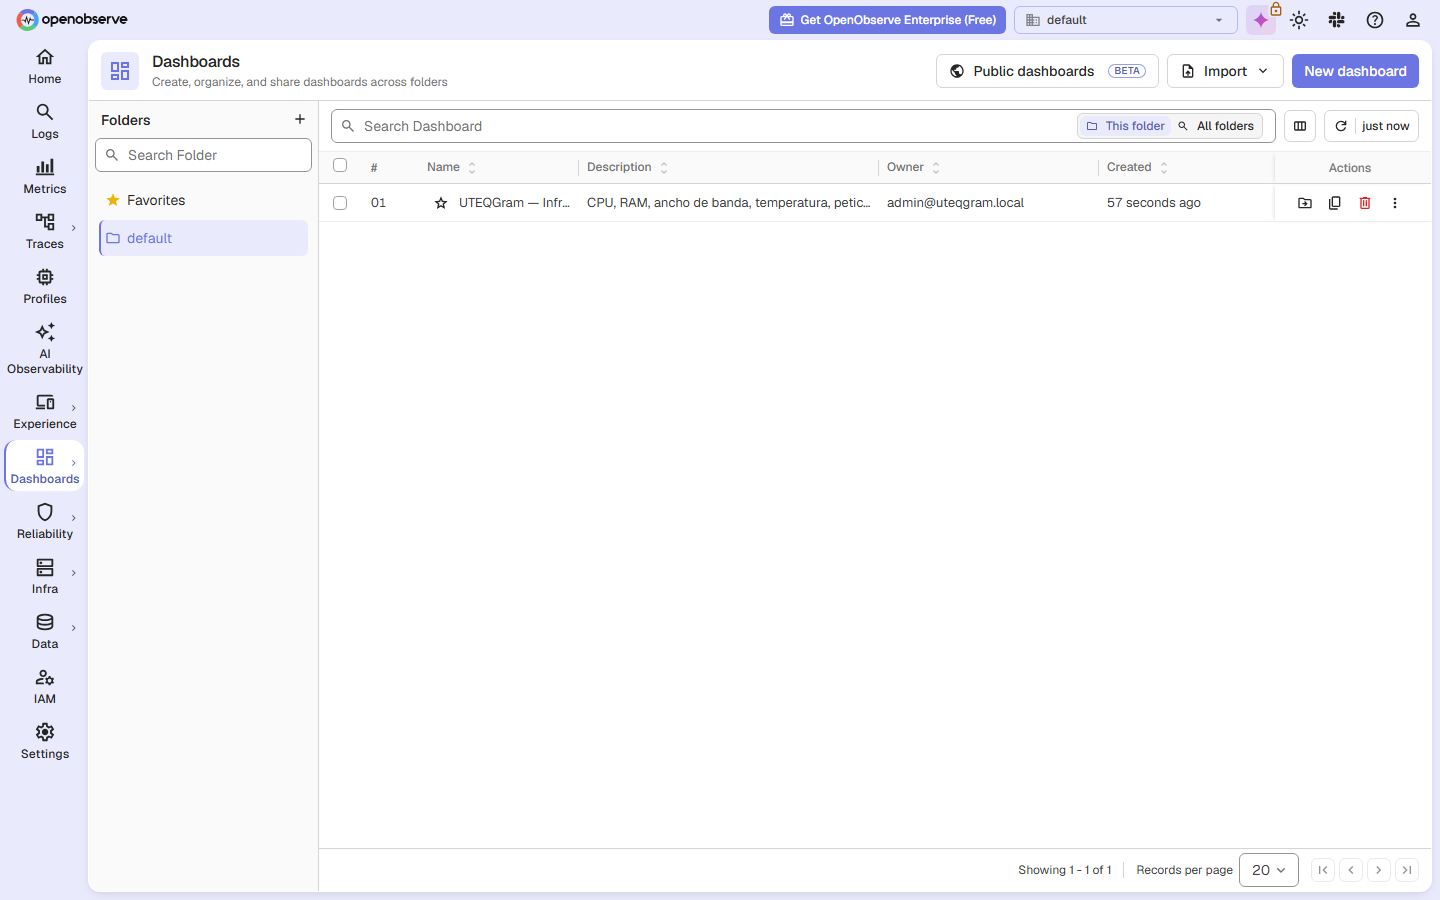 openobserve
Get OpenObserve Enterprise (Free)
default
Home
Logs
Metrics
Traces
Profiles
AI
Observability
Experience
Dashboards
Reliability
Infra
Data
IAM
Settings
Dashboards
Create, organize, and share dashboards across folders
Public dashboards BETA
Import
New dashboard
Folders
Search Folder
Favorites
default
Search Dashboard
This folder
All folders
just now
# Name Description Owner Created Actions
01 UTEQGram — Infr... CPU, RAM, ancho de banda, temperatura, petic... admin@uteqgram.local 57 seconds ago
Showing 1 - 1 of 1
Records per page 20